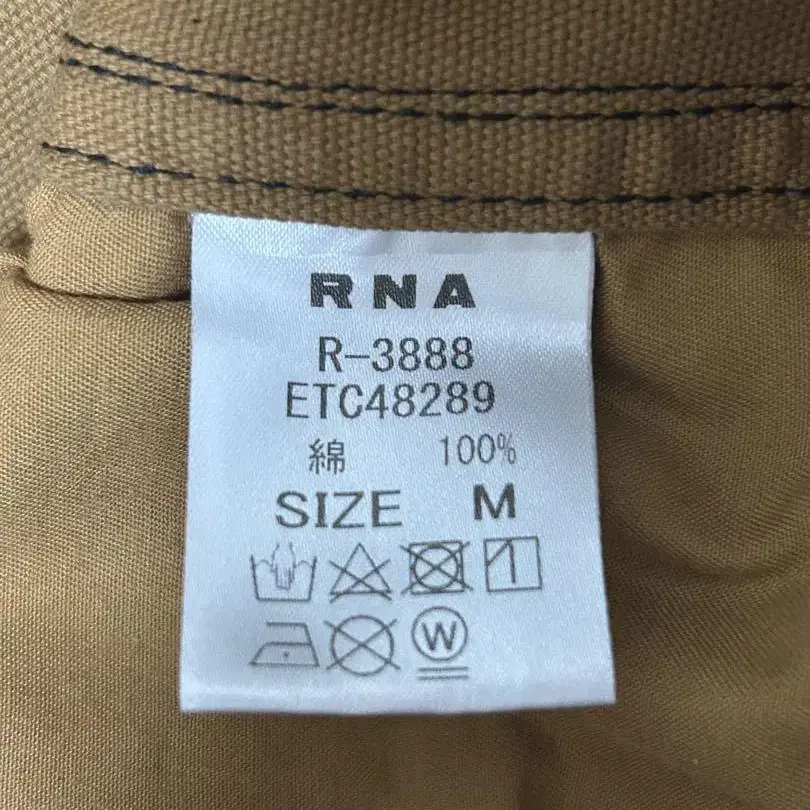 RNA
R-3888
ETC48289
綿 100%
SIZE M
W